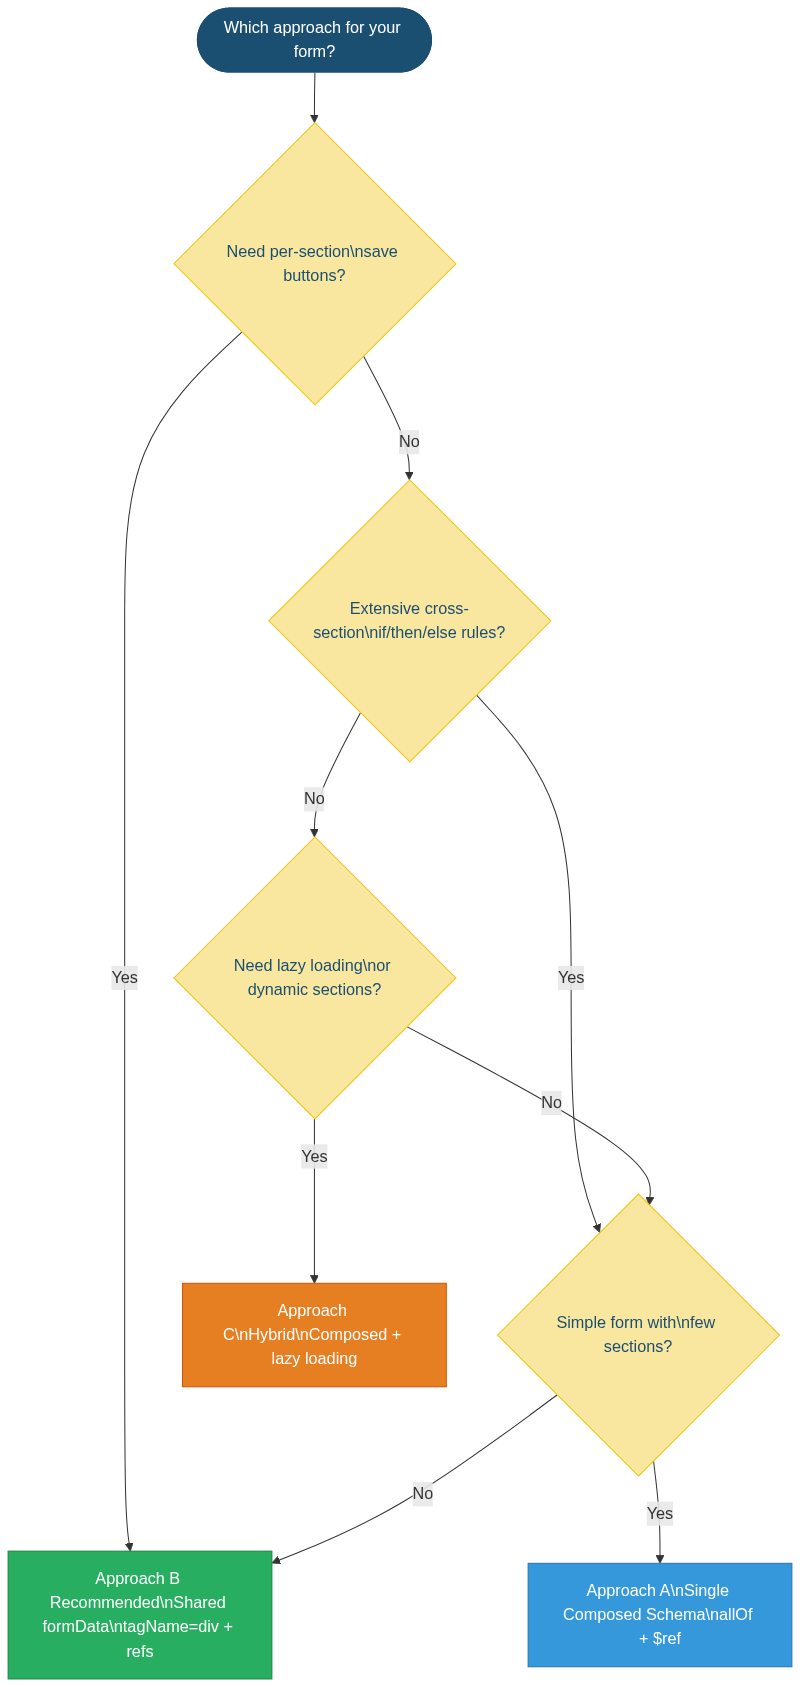 Which approach for your
form?
Need per-section\nsave
buttons?
No
Extensive cross-
section\nif/then/else rules?
No
Need lazy loading\nor
dynamic sections?
Yes
Yes
No
Yes
Approach
C\nHybrid\nComposed +
lazy loading
Simple form with\nfew
sections?
No
Yes
Approach B
Recommended\nShared
formData\ntagName=div +
refs
Approach A\nSingle
Composed Schema\nallOf
+ $ref